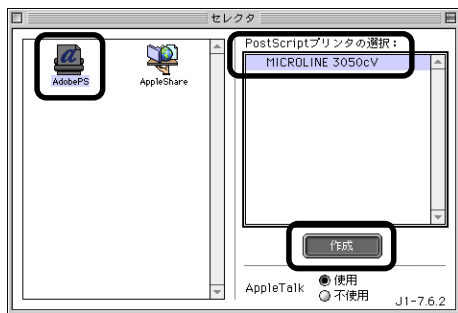 セレクタ
AdobePS
AppleShare
PostScriptプリンタの選択:
MICROLINE 3050cV
作成
AppleTalk
使用
不使用
J1-7.6.2